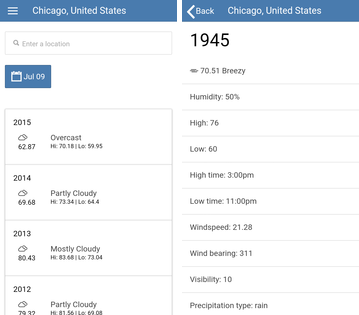 Chicago, United States
Enter a location
Jul 09
2015
Overcast
62.87
Hi: 70.18 | Lo: 59.95
2014
Partly Cloudy
69.68
Hi: 73.34 | Lo: 64.4
2013
Mostly Cloudy
80.43
Hi: 83.68 | Lo: 73.04
2012
Partly Cloudy
79.32
Hi: 81.56 | Lo: 69.08
Back
Chicago, United States
1945
70.51 Breezy
Humidity: 50%
High: 76
Low: 60
High time: 3:00pm
Low time: 11:00pm
Windspeed: 21.28
Wind bearing: 311
Visibility: 10
Precipitation type: rain